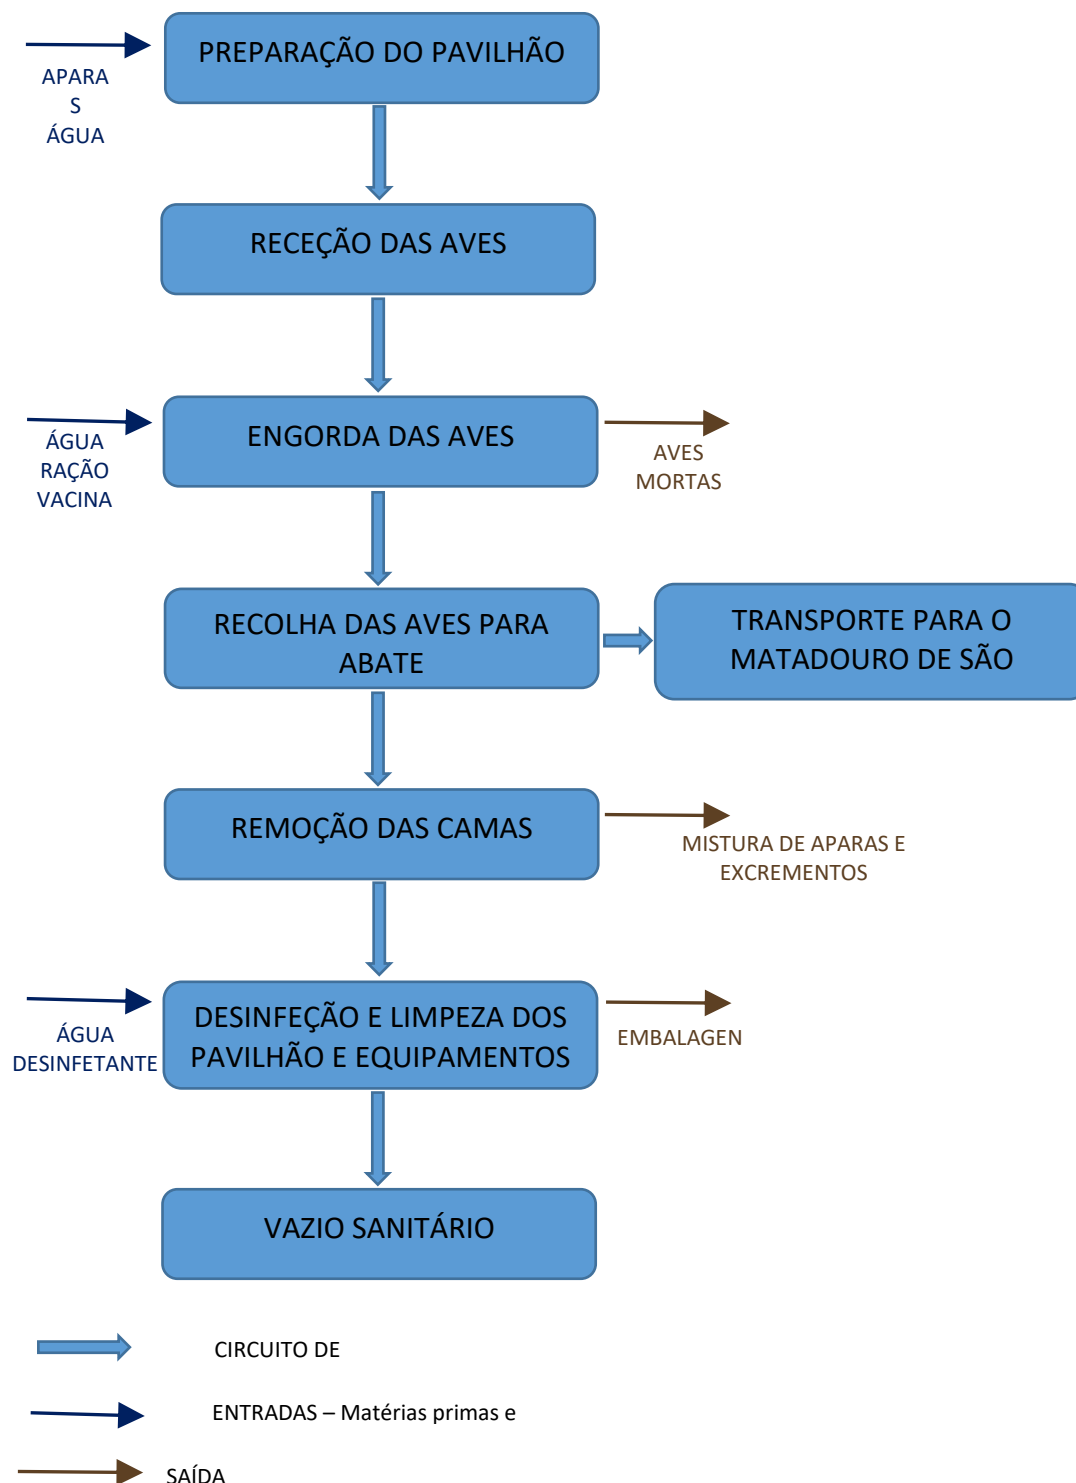 PREPARAÇÃO DO PAVILHÃO
APARA
S
ÁGUA
RECEÇÃO DAS AVES
ENGORDA DAS AVES
ÁGUA
RAÇÃO
VACINA
AVES
MORTAS
RECOLHA DAS AVES PARA
ABATE
TRANSPORTE PARA O
MATADOURO DE SÃO
REMOÇÃO DAS CAMAS
MISTURA DE APARAS E
EXCREMENTOS
DESINFEÇÃO E LIMPEZA DOS
PAVILHÃO E EQUIPAMENTOS
ÁGUA
DESINFETANTE
EMBALAGEN
VAZIO SANITÁRIO
CIRCUITO DE
ENTRADAS – Matérias primas e
SAÍDA